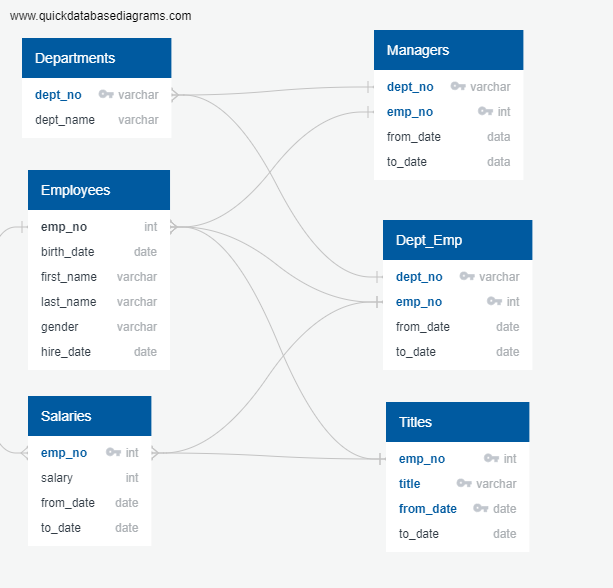 www.quickdatabasediagrams.com
Departments
dept_no varchar
dept_name varchar
Employees
emp_no int
birth_date date
first_name varchar
last_name varchar
gender varchar
hire_date date
Salaries
emp_no int
salary int
from_date date
to_date date
Managers
dept_no varchar
emp_no int
from_date data
to_date data
Dept_Emp
dept_no varchar
emp_no int
from_date date
to_date date
Titles
emp_no int
title varchar
from_date date
to_date date